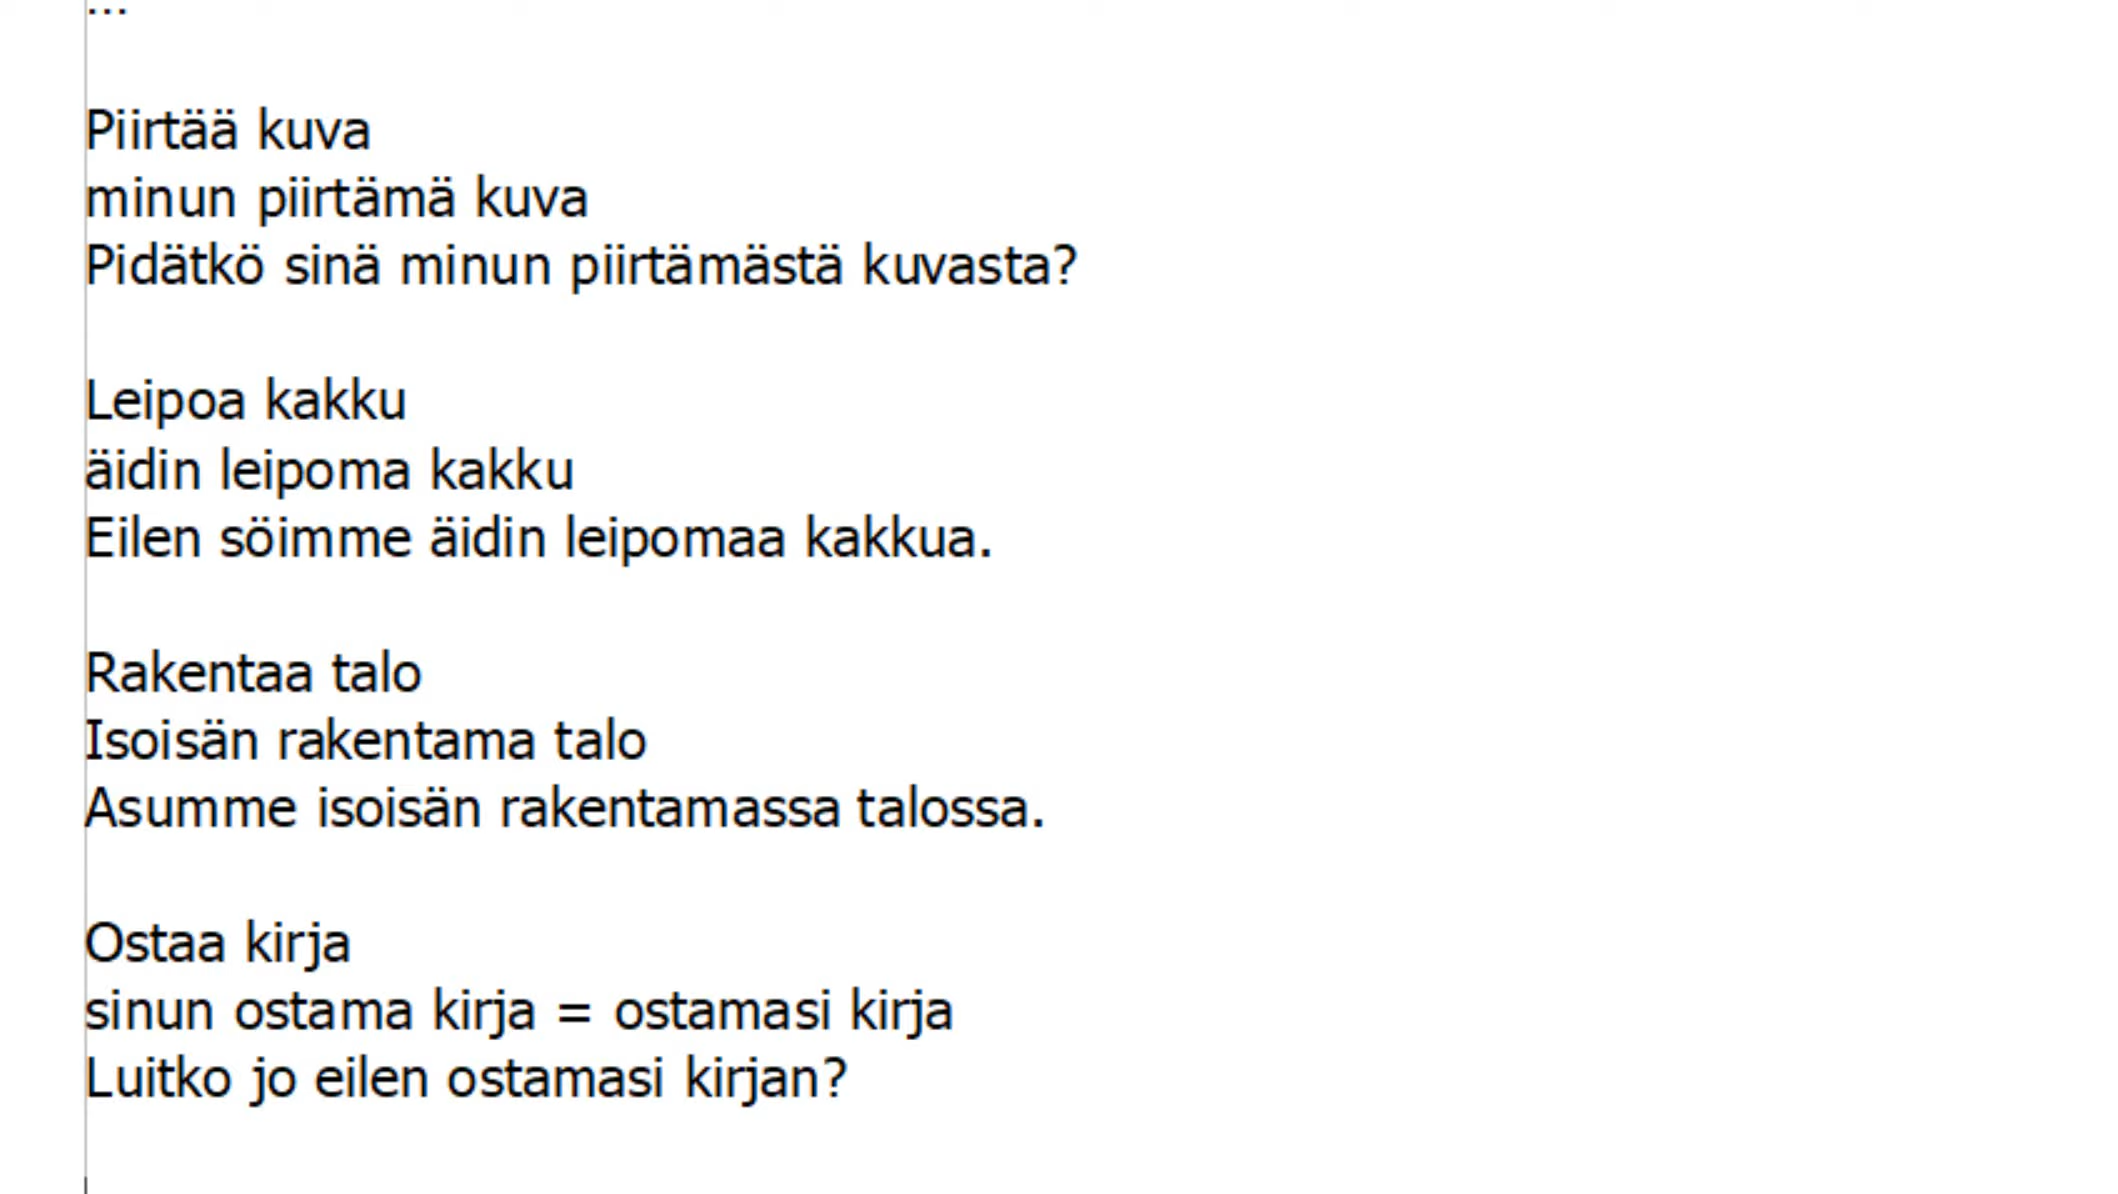 ...
Piirtää kuva
minun piirtämä kuva
Pidätkö sinä minun piirtämästä kuvasta?
Leipoa kakku
äidin leipoma kakku
Eilen söimme äidin leipomaa kakkua.
Rakentaa talo
Isoisän rakentama talo
Asumme isoisän rakentamassa talossa.
Ostaa kirja
sinun ostama kirja = ostamasi kirja
Luitko jo eilen ostamasi kirjan?